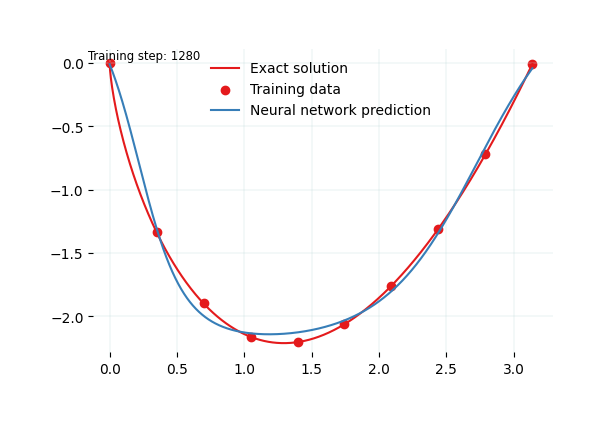 Training step: 1280
Exact solution
Training data
Neural network prediction
0.0
−0.5
−1.0
−1.5
−2.0
0.0 0.5 1.0 1.5 2.0 2.5 3.0